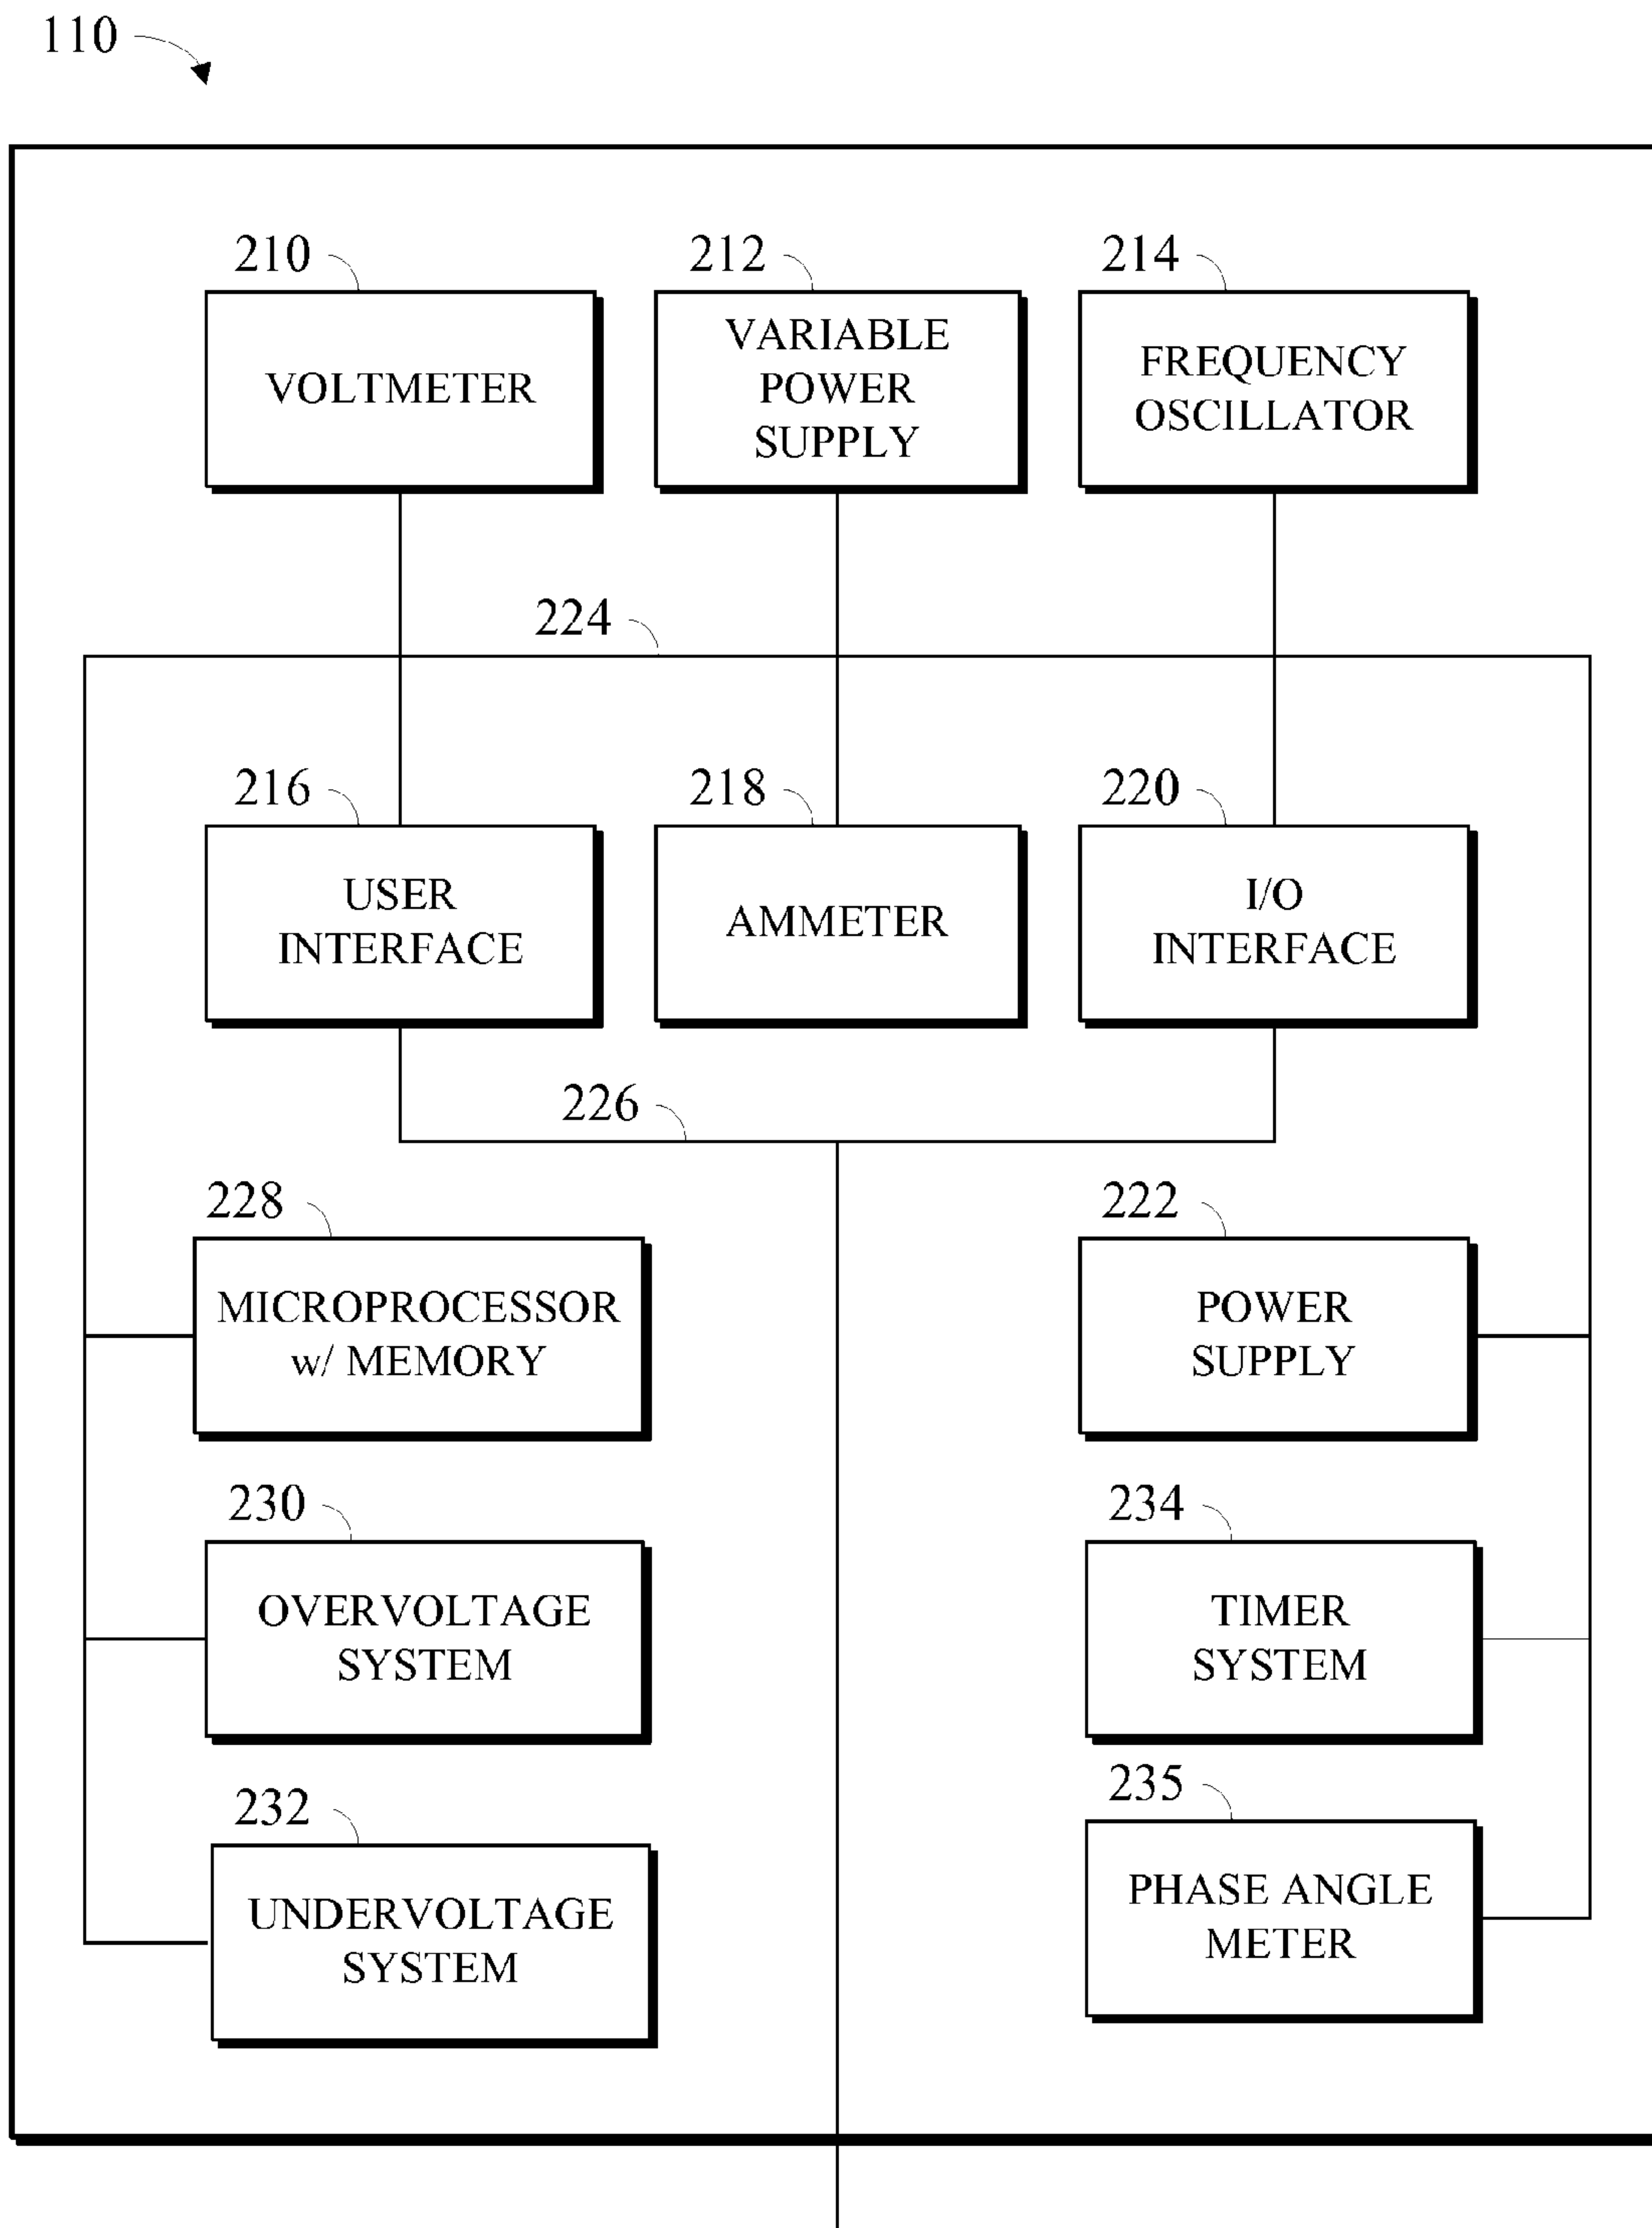 110
210
212
214
VOLTMETER
VARIABLE
POWER
SUPPLY
FREQUENCY
OSCILLATOR
224
216
218
220
USER
INTERFACE
AMMETER
I/O
INTERFACE
226
228
222
MICROPROCESSOR
w/ MEMORY
POWER
SUPPLY
230
234
OVERVOLTAGE
SYSTEM
TIMER
SYSTEM
232
235
UNDERVOLTAGE
SYSTEM
PHASE ANGLE
METER